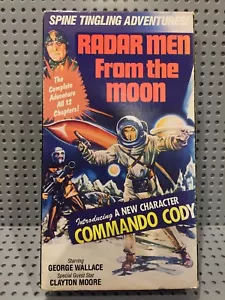 SPINE TINGLING ADVENTURES!
RADAR MEN
From the
moon
The
Complete
Adventure
All 12
Chapters!
Introducing A NEW CHARACTER
COMMANDO CODY
Starring
GEORGE WALLACE
Special Guest Star
CLAYTON MOORE